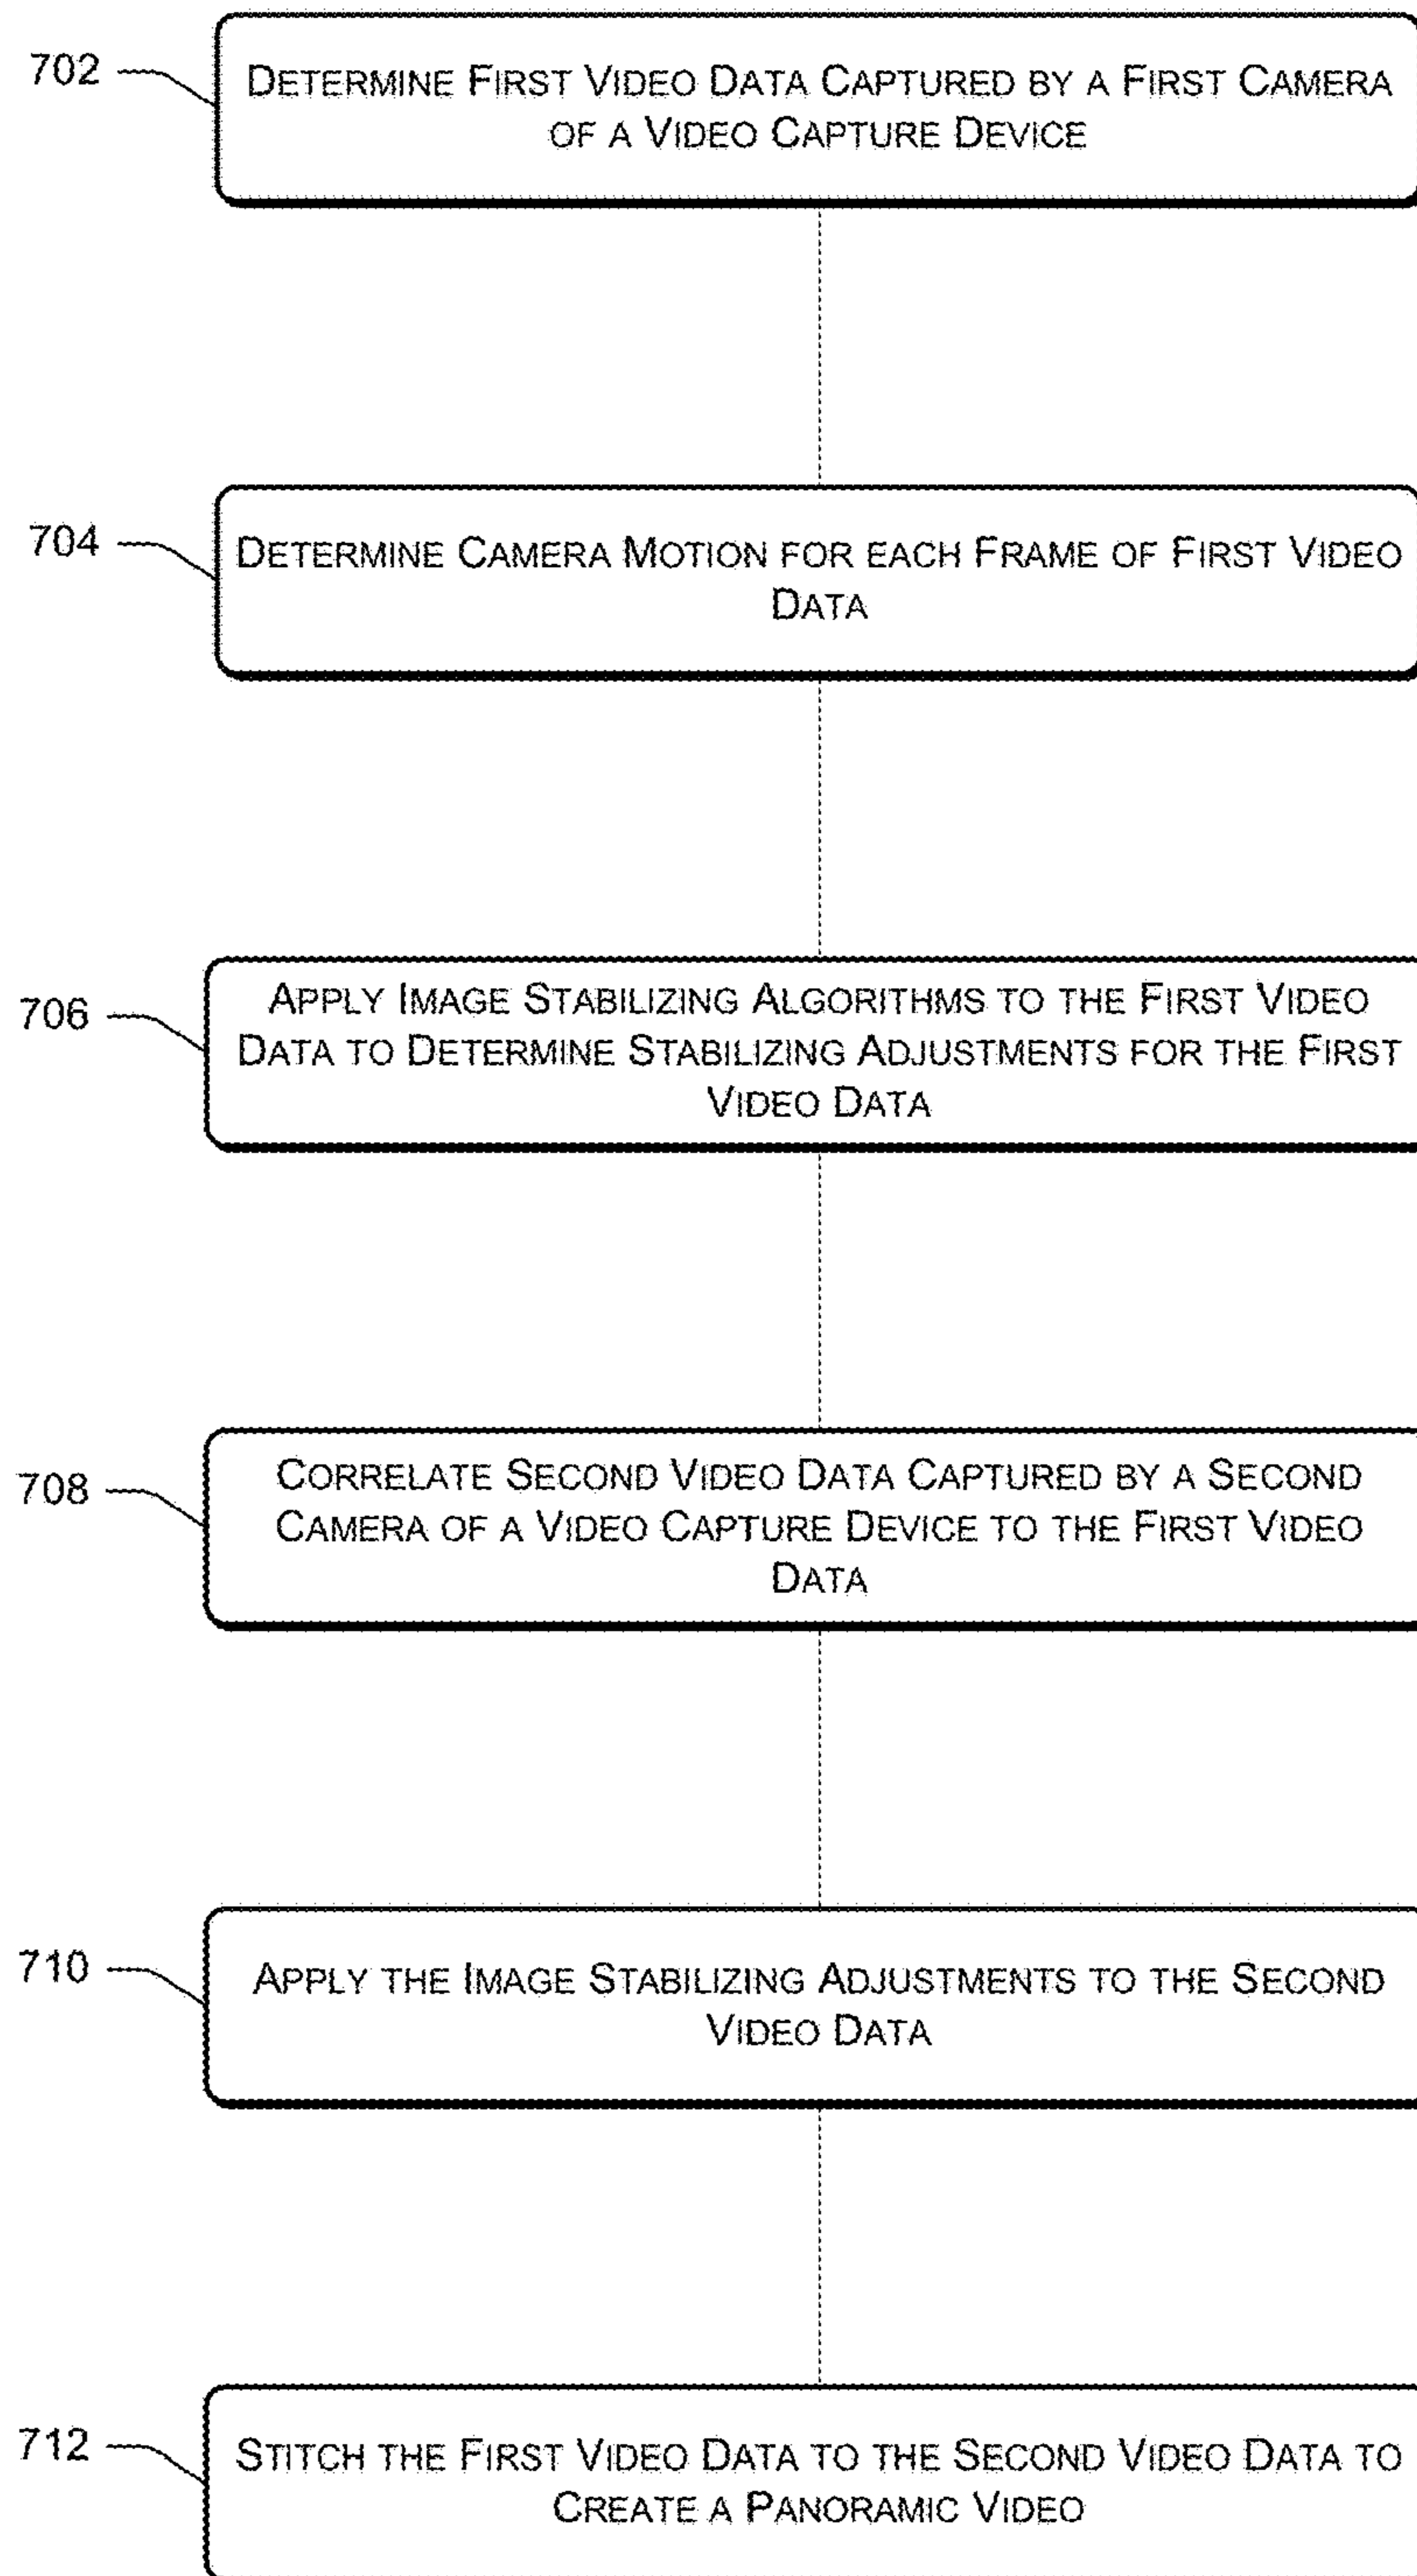 702
DETERMINE FIRST VIDEO DATA CAPTURED BY A FIRST CAMERA
OF A VIDEO CAPTURE DEVICE
704
DETERMINE CAMERA MOTION FOR EACH FRAME OF FIRST VIDEO
DATA
706
APPLY IMAGE STABILIZING ALGORITHMS TO THE FIRST VIDEO
DATA TO DETERMINE STABILIZING ADJUSTMENTS FOR THE FIRST
VIDEO DATA
708
CORRELATE SECOND VIDEO DATA CAPTURED BY A SECOND
CAMERA OF A VIDEO CAPTURE DEVICE TO THE FIRST VIDEO
DATA
710
APPLY THE IMAGE STABILIZING ADJUSTMENTS TO THE SECOND
VIDEO DATA
712
STITCH THE FIRST VIDEO DATA TO THE SECOND VIDEO DATA TO
CREATE A PANORAMIC VIDEO